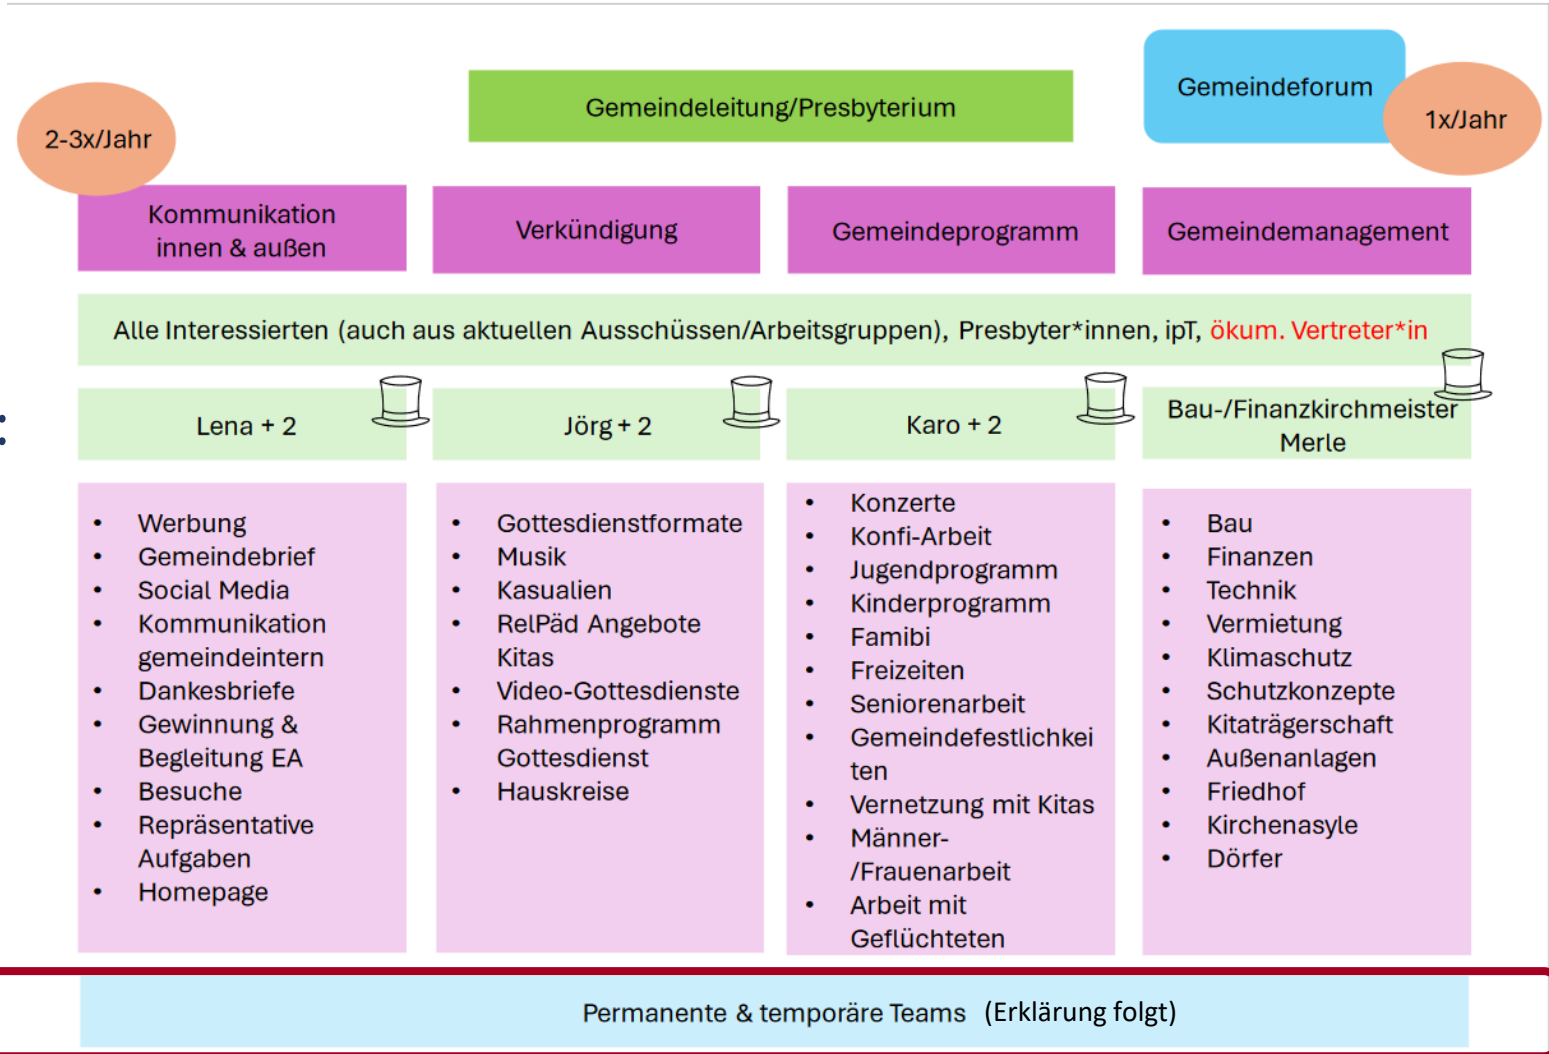 Gemeindeleitung/Presbyterium
Gemeindeforum
1x/Jahr
2-3x/Jahr
Kommunikation
innen & außen
Verkündigung
Gemeindeprogramm
Gemeindemanagement
Alle Interessierten (auch aus aktuellen Ausschüssen/Arbeitsgruppen), Presbyter*innen, ipT, ökum. Vertreter*in
:
Lena + 2
Jörg + 2
Karo + 2
Bau-/Finanzkirchmeister
Merle
• Werbung
• Gemeindebrief
• Social Media
• Kommunikation
gemeindeintern
• Dankesbriefe
• Gewinnung &
Begleitung EA
• Besuche
• Repräsentative
Aufgaben
• Homepage
• Gottesdienstformate
• Musik
• Kasualien
• RelPäd Angebote
Kitas
• Video-Gottesdienste
• Rahmenprogramm
Gottesdienst
• Hauskreise
• Konzerte
• Konfi-Arbeit
• Jugendprogramm
• Kinderprogramm
• Famibi
• Freizeiten
• Seniorenarbeit
• Gemeindefestlichkei
ten
• Vernetzung mit Kitas
• Männer-
/Frauenarbeit
• Arbeit mit
Geflüchteten
• Bau
• Finanzen
• Technik
• Vermietung
• Klimaschutz
• Schutzkonzepte
• Kitaträgerschaft
• Außenanlagen
• Friedhof
• Kirchenasyle
• Dörfer
Permanente & temporäre Teams (Erklärung folgt)